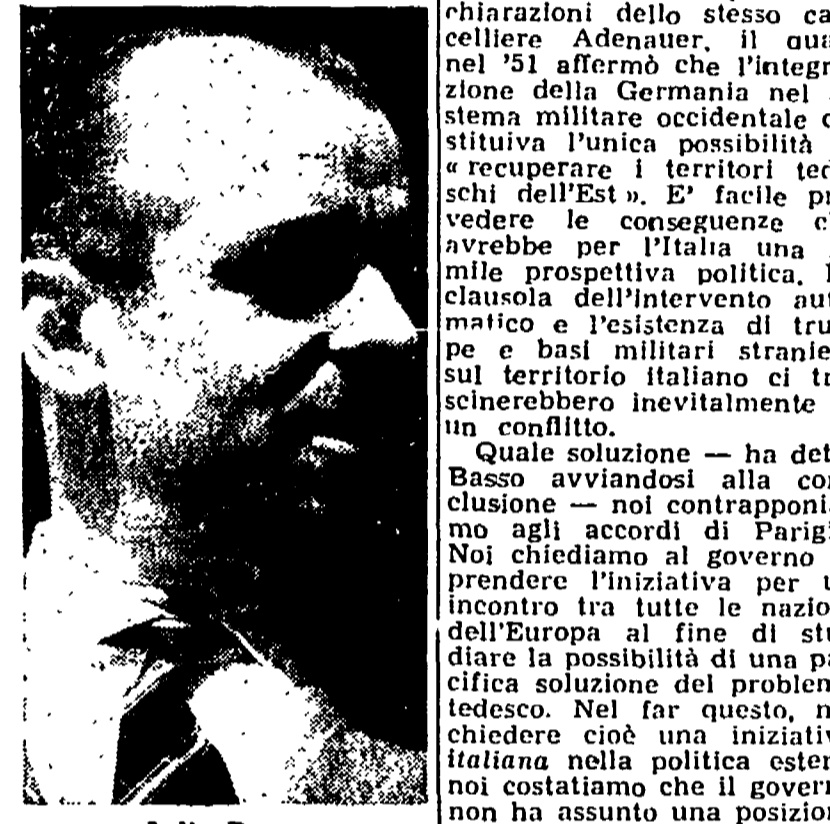 chiarazioni dello stesso ca
celliere Adenauer, il qua
nel '51 affermò che l'integr
zione della Germania nel
stema militare occidentale c
stituiva l'unica possibilità
« recuperare i territori ted
schi dell'Est ». E' facile pr
vedere le conseguenze c
avrebbe per l'Italia una
mile prospettiva politica.
clausola dell'intervento aut
matico e l'esistenza di tru
pe e basi militari stranie
sul territorio italiano ci tr
scinerebbero inevitalmente
un conflitto.
Quale soluzione — ha det
Basso avviandosi alla con
clusione — noi contrapponia
mo agli accordi di Parigi
Noi chiediamo al governo
prendere l'iniziativa per u
incontro tra tutte le nazio
dell'Europa al fine di stu
diare la possibilità di una pa
cifica soluzione del problem
tedesco. Nel far questo, n
chiedere cioè una iniziativ
italiana nella politica ester
noi costatiamo che il govern
non ha assunto una posizion